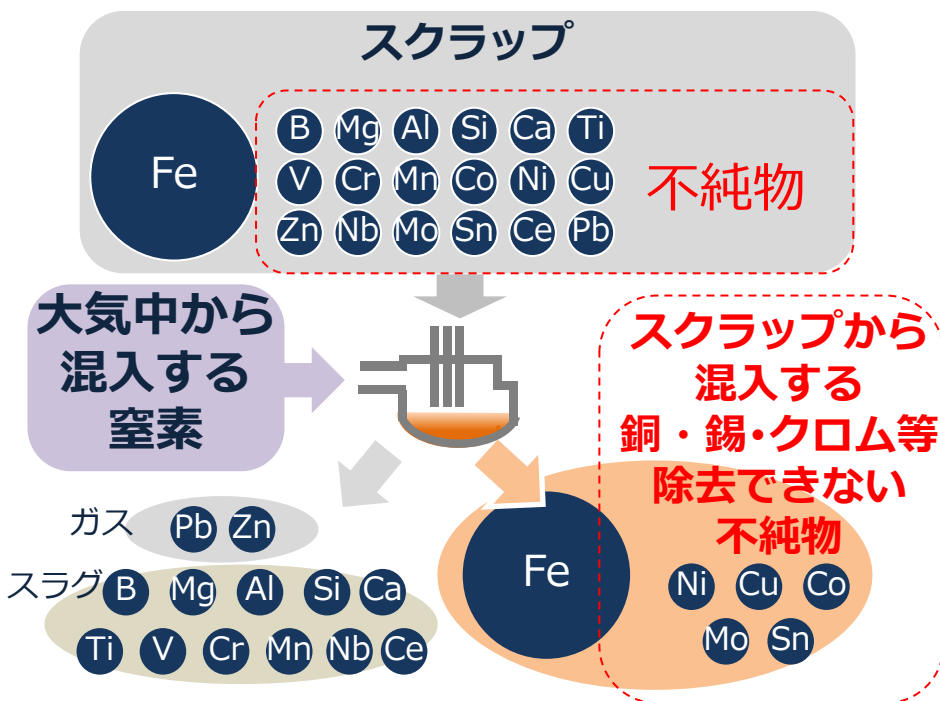 スクラップ
Fe
B Mg Al Si Ca Ti
V Cr Mn Co Ni Cu
Zn Nb Mo Sn Ce Pb
不純物
大気中から
混入する
窒素
スクラップから
混入する
銅・錫・クロム等
除去できない
不純物
ガス
Pb Zn
スラグ
B Mg Al Si Ca
Ti V Cr Mn Nb Ce
Fe
Ni Cu Co
Mo Sn